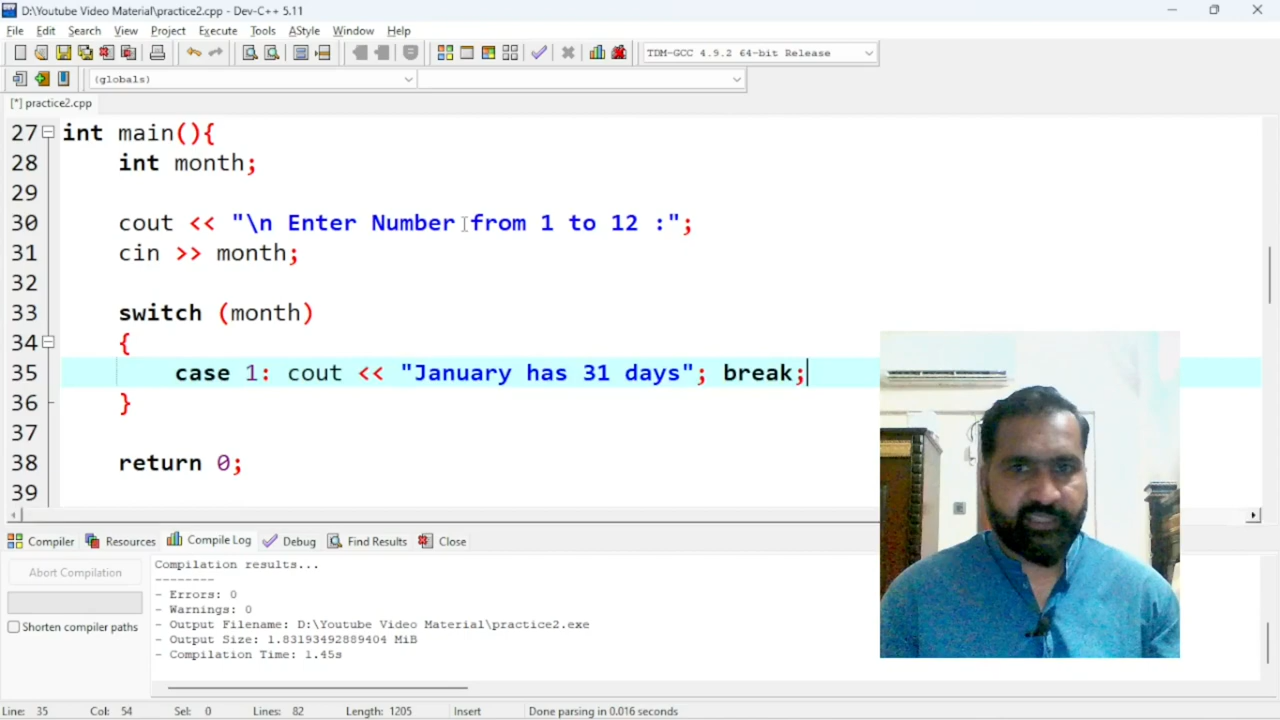 D:\Youtube Video Material\practice2.cpp - Dev-C++ 5.11
File Edit Search View Project Execute Tools AStyle Window Help
TDM-GCC 4.9.2 64-bit Release
(globals)
[*] practice2.cpp
27 int main(){
28 int month;
29
30 cout << "\n Enter Number from 1 to 12 :";
31 cin >> month;
32
33 switch (month)
34 {
35 case 1: cout << "January has 31 days"; break;
36 }
37
38 return 0;
39
Compiler Resources Compile Log Debug Find Results Close
Abort Compilation
Shorten compiler paths
Compilation results...
--------
- Errors: 0
- Warnings: 0
- Output Filename: D:\Youtube Video Material\practice2.exe
- Output Size: 1.83193492889404 MiB
- Compilation Time: 1.45s
Line: 35 Col: 54 Sel: 0 Lines: 82 Length: 1205 Insert Done parsing in 0.016 seconds